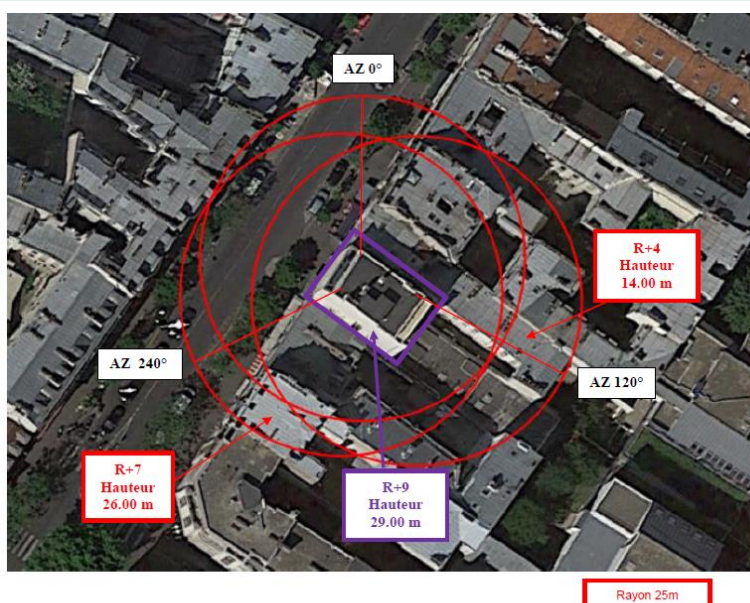 AZ 0°
R+4
Hauteur
14.00 m
AZ 240°
AZ 120°
R+7
Hauteur
26.00 m
R+9
Hauteur
29.00 m
Rayon 25m